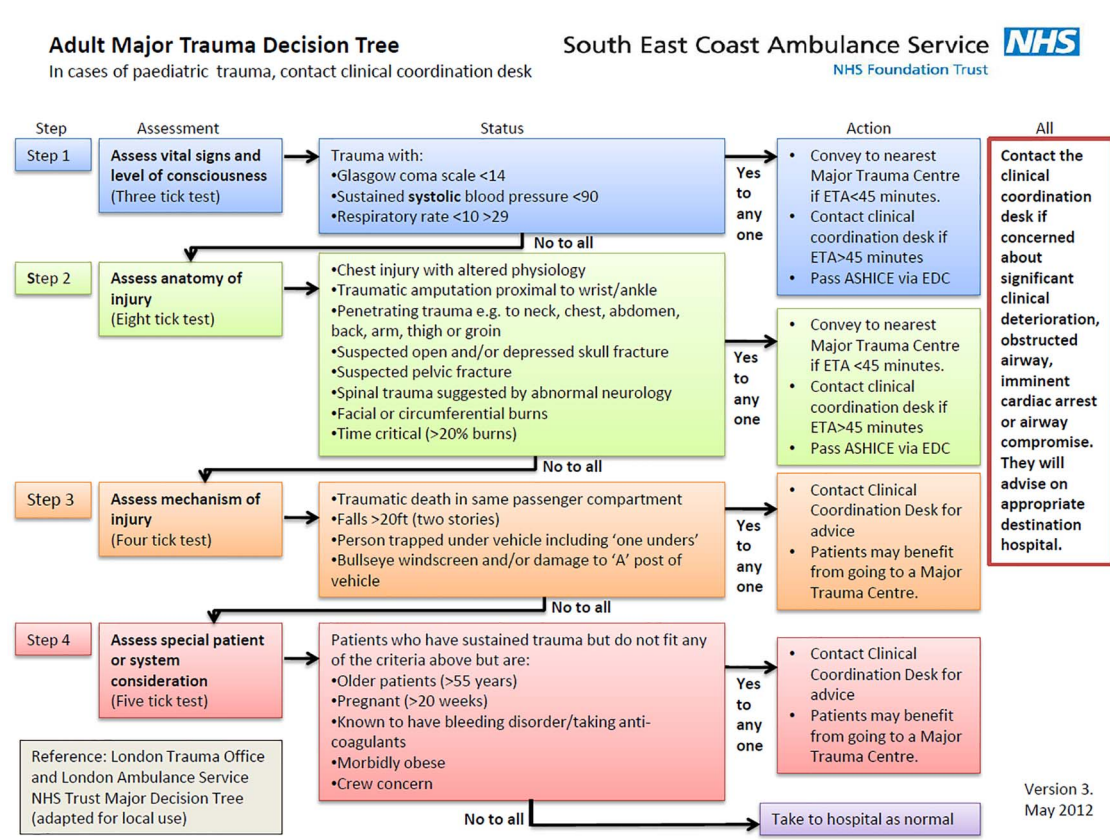 Adult Major Trauma Decision Tree
In cases of paediatric trauma, contact clinical coordination desk
South East Coast Ambulance Service NHS
NHS Foundation Trust
Step
Assessment
Status
Action
All
Step 1
Assess vital signs and
level of consciousness
(Three tick test)
Trauma with:
•Glasgow coma scale <14
•Sustained systolic blood pressure <90
•Respiratory rate <10 >29
Yes
to
any
one
• Convey to nearest
Major Trauma Centre
if ETA<45 minutes.
• Contact clinical
coordination desk if
ETA>45 minutes
• Pass ASHICE via EDC
Contact the
clinical
coordination
desk if
concerned
about
significant
clinical
deterioration,
obstructed
airway,
imminent
cardiac arrest
or airway
compromise.
They will
advise on
appropriate
destination
hospital.
No to all
Step 2
Assess anatomy of
injury
(Eight tick test)
•Chest injury with altered physiology
•Traumatic amputation proximal to wrist/ankle
•Penetrating trauma e.g. to neck, chest, abdomen,
back, arm, thigh or groin
•Suspected open and/or depressed skull fracture
•Suspected pelvic fracture
•Spinal trauma suggested by abnormal neurology
•Facial or circumferential burns
•Time critical (>20% burns)
Yes
to
any
one
• Convey to nearest
Major Trauma Centre
if ETA <45 minutes.
• Contact clinical
coordination desk if
ETA>45 minutes
• Pass ASHICE via EDC
No to all
Step 3
Assess mechanism of
injury
(Four tick test)
•Traumatic death in same passenger compartment
•Falls >20ft (two stories)
•Person trapped under vehicle including ‘one unders’
•Bullseye windscreen and/or damage to ‘A’ post of
vehicle
Yes
to
any
one
• Contact Clinical
Coordination Desk for
advice
• Patients may benefit
from going to a Major
Trauma Centre.
No to all
Step 4
Assess special patient
or system
consideration
(Five tick test)
Patients who have sustained trauma but do not fit any
of the criteria above but are:
•Older patients (>55 years)
•Pregnant (>20 weeks)
•Known to have bleeding disorder/taking anti-
coagulants
•Morbidly obese
•Crew concern
Yes
to
any
one
• Contact Clinical
Coordination Desk for
advice
• Patients may benefit
from going to a Major
Trauma Centre.
Reference: London Trauma Office
and London Ambulance Service
NHS Trust Major Decision Tree
(adapted for local use)
No to all
Take to hospital as normal
Version 3.
May 2012